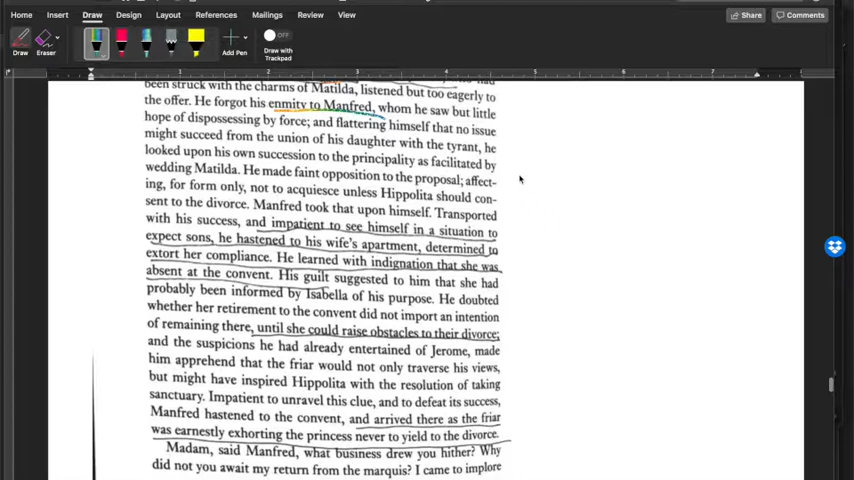 Home Insert Draw Design Layout References Mailings Review View Share Comments
OFF
Draw Eraser Add Pen Draw with
Trackpad
1 2 3 4 5 6 7
been struck with the charms of Matilda, listened but too eagerly to
the offer. He forgot his enmity to Manfred, whom he saw but little
hope of dispossessing by force; and flattering himself that no issue
might succeed from the union of his daughter with the tyrant, he
looked upon his own succession to the principality as facilitated by
wedding Matilda. He made faint opposition to the proposal; affect-
ing, for form only, not to acquiesce unless Hippolita should con-
sent to the divorce. Manfred took that upon himself. Transported
with his success, and impatient to see himself in a situation to
expect sons, he hastened to his wife's apartment, determined to
extort her compliance. He learned with indignation that she was
absent at the convent. His guilt suggested to him that she had
probably been informed by Isabella of his purpose. He doubted
whether her retirement to the convent did not import an intention
of remaining there, until she could raise obstacles to their divorce;
and the suspicions he had already entertained of Jerome, made
him apprehend that the friar would not only traverse his views,
but might have inspired Hippolita with the resolution of taking
sanctuary. Impatient to unravel this clue, and to defeat its success,
Manfred hastened to the convent, and arrived there as the friar
was earnestly exhorting the princess never to yield to the divorce.
Madam, said Manfred, what business drew you hither? Why
did not you await my return from the marquis? I came to implore